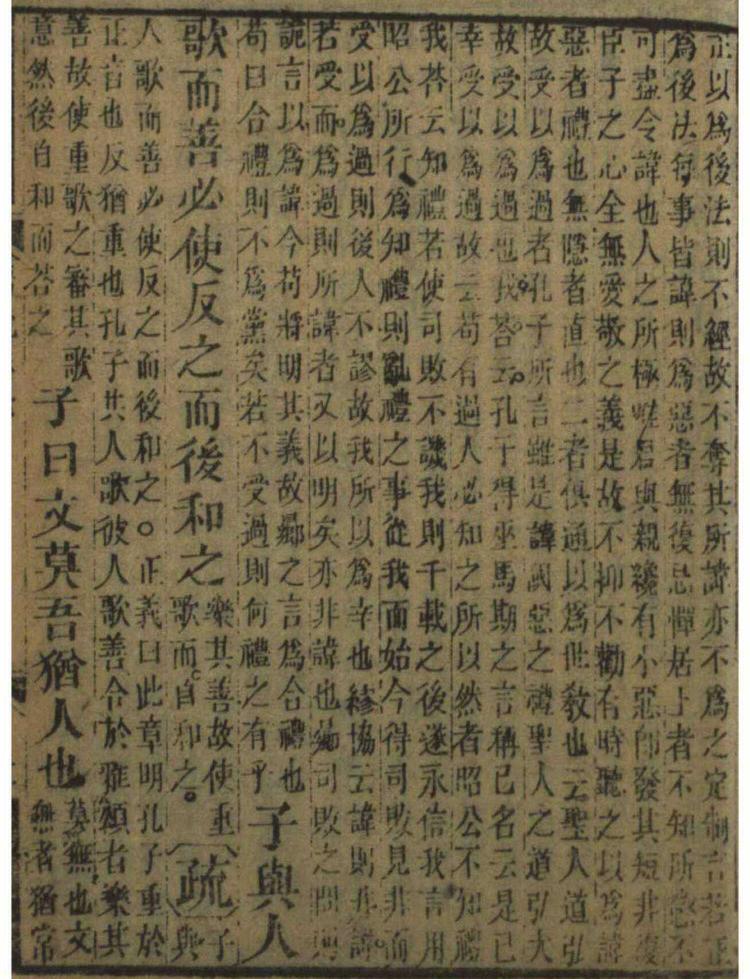 正以爲後法則不經故不奪其所諱亦不爲之定制言若正
爲後法每事皆諱則爲惡者無復忌憚居上者不知所懲不
可盡令諱也人之所極唯君與親纔有小惡即發其短非復
臣子之心全無愛敬之義是故不抑不勸有時聽之以爲諱
惡者禮也無隱者直也二者俱通以爲世教也云聖人道弘
故受以爲過者孔子所言雖是諱國惡之禮聖人之道弘大
故受以爲過也我荅云孔子得巫馬期之言稱已名云是已
幸受以爲過故云苟有過人必知之所以然者昭公不知禮
我荅云知禮若使司敗不譏我則千載之後遂永信我言用
昭公所行爲知禮則亂禮之事從我而始今得司敗見非而
受以爲過則後人不謬故我所以爲幸也繆協云諱則非諱
若受而爲過則所諱者又以明矣亦非諱也曏司敗之問則
詭言以爲諱今苟將明其義故曏之言爲合禮也
苟曰合禮則不爲黨矣若不受過則何禮之有乎子與人
歌而善必使反之而後和之樂其善故使重歌而自和之。疏子與
人歌而善必使反之而後和之。正義曰此章明孔子重於
正音也反猶重也孔子共人歌彼人歌善合於雅頌者樂其
善故使重歌之審其歌
意然後自和而荅之子曰文莫吾猶人也莫無也文無者猶常